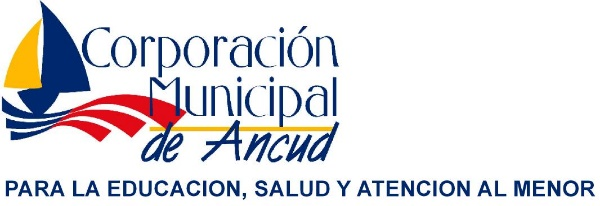 Corporación
Municipal
de Ancud
PARA LA EDUCACION, SALUD Y ATENCION AL MENOR